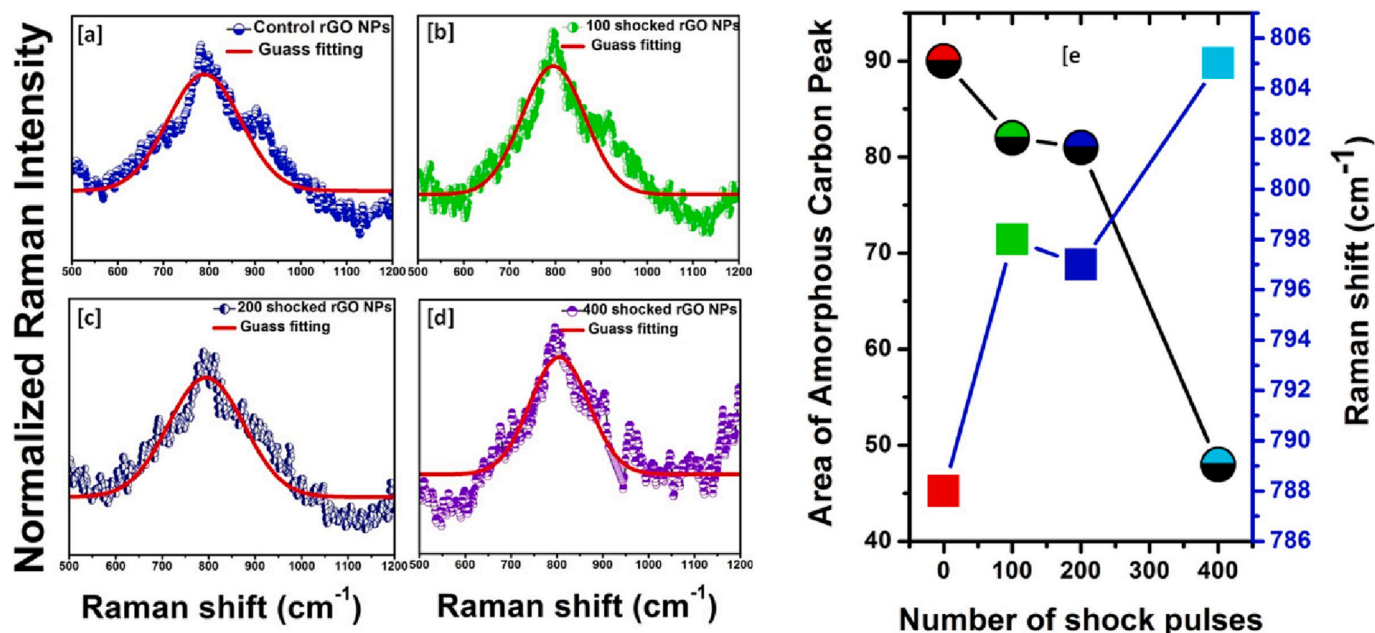 Normalized Raman Intensity
[a]
Control rGO NPs
Guass fitting
500 600 700 800 900 1000 1100 1200
[b]
100 shocked rGO NPs
Guass fitting
500 600 700 800 900 1000 1100 1200
[c]
200 shocked rGO NPs
Guass fitting
500 600 700 800 900 1000 1100 1200
[d]
400 shocked rGO NPs
Guass fitting
500 600 700 800 900 1000 1100 1200
Raman shift (cm-1)
Raman shift (cm-1)
Area of Amorphous Carbon Peak
90
80
70
60
50
40
[e
806
804
802
800
798
796
794
792
790
788
786
Raman shift (cm-1)
0 100 200 300 400
Number of shock pulses